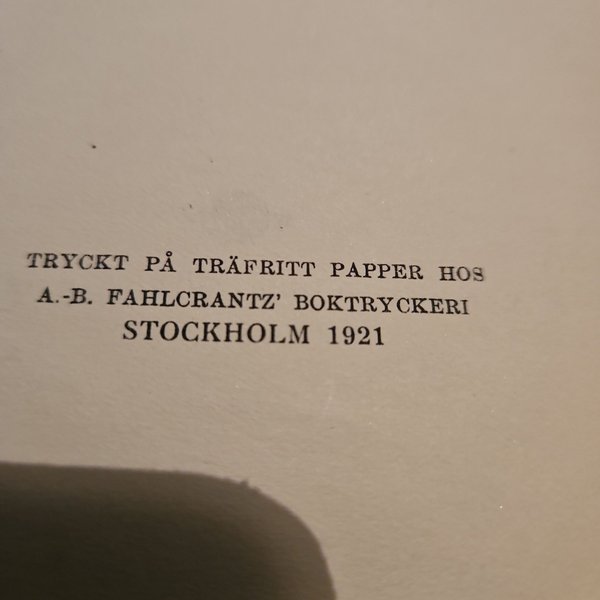 TRYCKT PÅ TRÄFRITT PAPPER HOS
A.-B. FAHLCRANTZ' BOKTRYCKERI
STOCKHOLM 1921